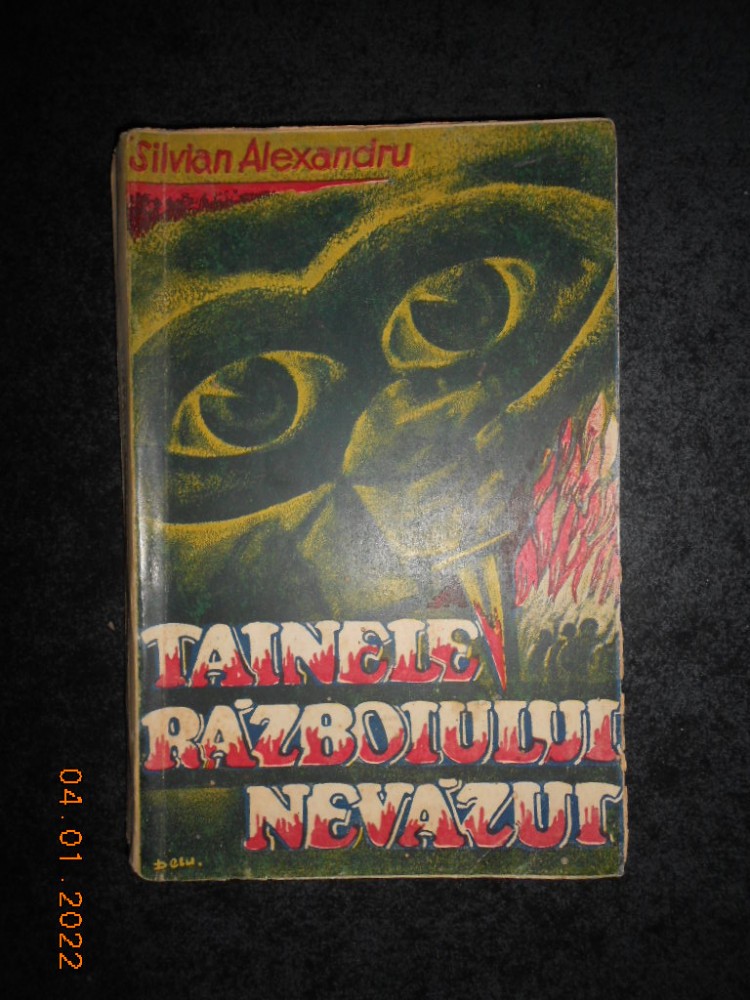 Silvian Alexandru
TAINELE
RĂZBOIULUI
NEVĂZUT
04.01.2022